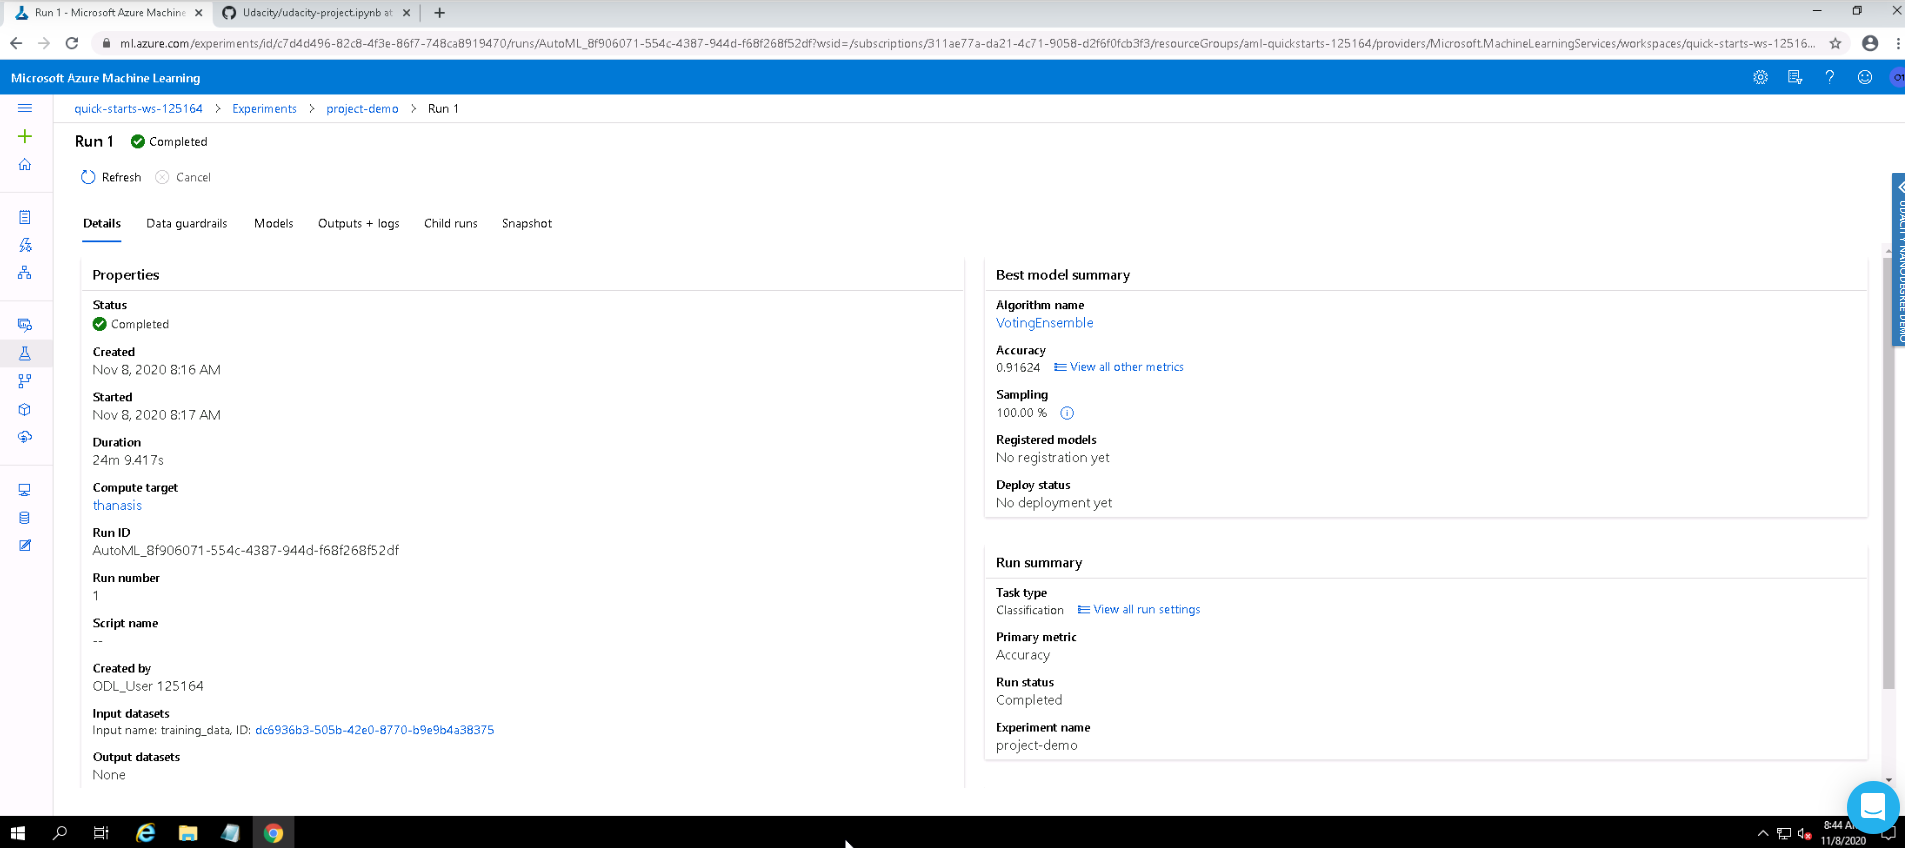 Run 1 - Microsoft Azure Machine
Udacity/udacity-project.ipynb at
ml.azure.com/experiments/id/c7d4d496-82c8-4f3e-86f7-748ca8919470/runs/AutoML_8f906071-554c-4387-944d-f68f268f52df?wsid=/subscriptions/311ae77a-da21-4c71-9058-d2f6f0fcb3f3/resourceGroups/aml-quickstarts-125164/providers/Microsoft.MachineLearningServices/workspaces/quick-starts-ws-12516...
Microsoft Azure Machine Learning
quick-starts-ws-125164 > Experiments > project-demo > Run 1
Run 1 Completed
Refresh Cancel
Details Data guardrails Models Outputs + logs Child runs Snapshot
Properties
Status
Completed
Created
Nov 8, 2020 8:16 AM
Started
Nov 8, 2020 8:17 AM
Duration
24m 9.417s
Compute target
thanasis
Run ID
AutoML_8f906071-554c-4387-944d-f68f268f52df
Run number
1
Script name
--
Created by
ODL_User 125164
Input datasets
Input name: training_data, ID: dc6936b3-505b-42e0-8770-b9e9b4a38375
Output datasets
None
Best model summary
Algorithm name
VotingEnsemble
Accuracy
0.91624 View all other metrics
Sampling
100.00 %
Registered models
No registration yet
Deploy status
No deployment yet
Run summary
Task type
Classification View all run settings
Primary metric
Accuracy
Run status
Completed
Experiment name
project-demo
UDACITY NANODEGREE DEMO
8:44 A
11/8/2020